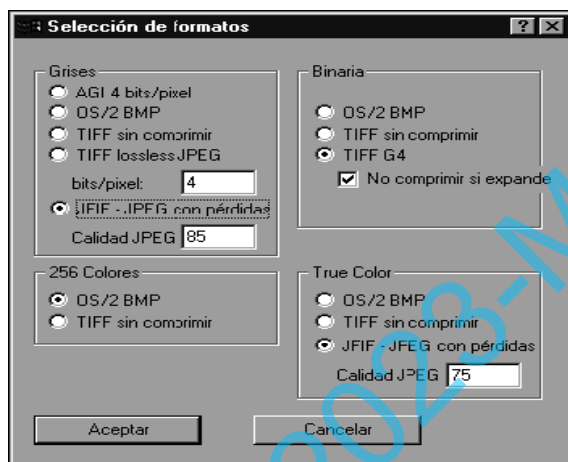 Selección de formatos
Grises
AGI 4 bits/pixel
OS/2 BMP
TIFF sin comprimir
TIFF lossless JPEG
bits/pixel: 4
JFIF - JPEG con pérdidas
Calidad JPEG 85
Binaria
OS/2 BMP
TIFF sin comprimir
TIFF G4
No comprimir si expande
256 Colores
OS/2 BMP
TIFF sin comprimir
True Color
OS/2 BMP
TIFF sin comprimir
JFIF - JPEG con pérdidas
Calidad JPEG 75
Aceptar
Cancelar
2023-M